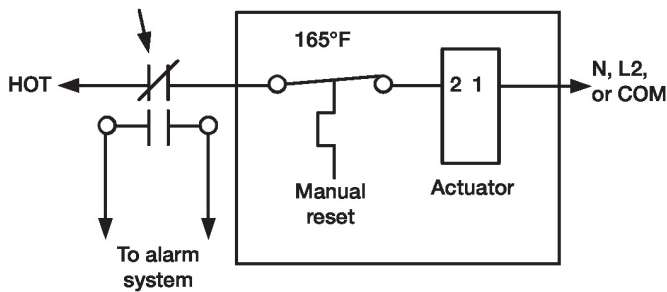 165°F
HOT
2 1
N, L2,
or COM
Manual
reset
Actuator
To alarm
system